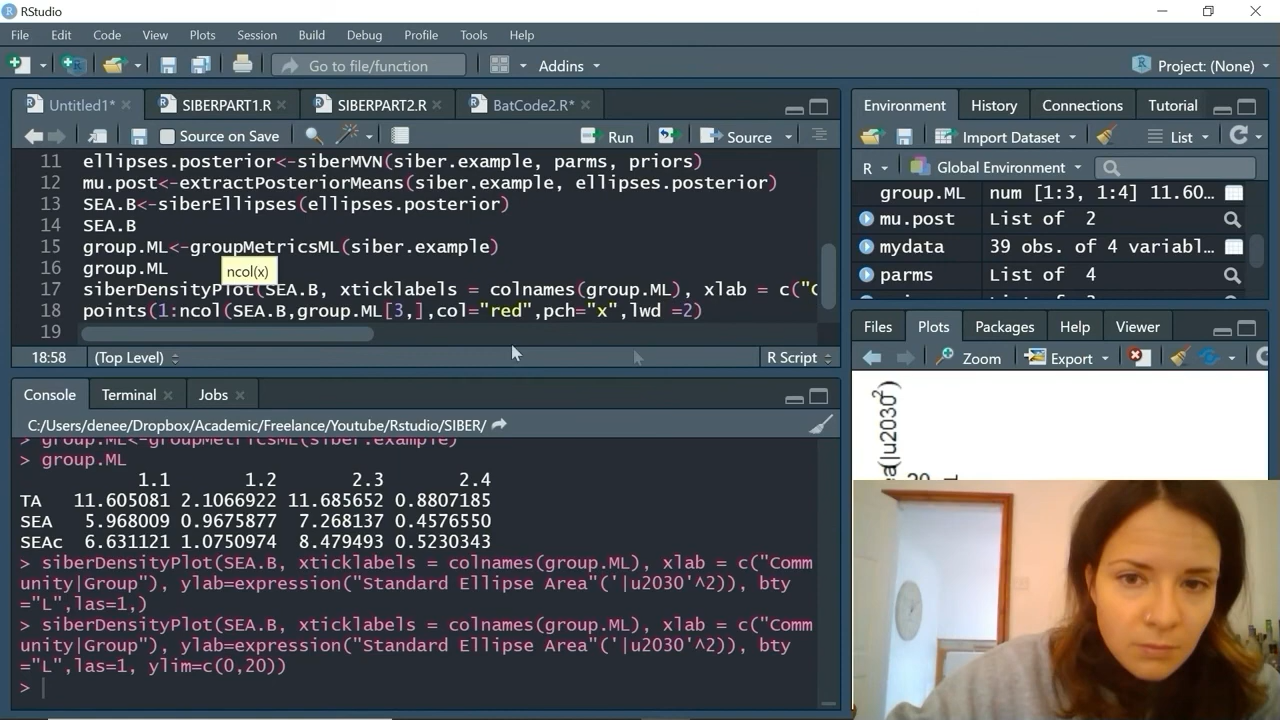 RStudio
File Edit Code View Plots Session Build Debug Profile Tools Help
Go to file/function Addins Project: (None)
Untitled1* SIBERPART1.R SIBERPART2.R BatCode2.R*
Source on Save Run Source
11 ellipses.posterior<-siberMVN(siber.example, parms, priors)
12 mu.post<-extractPosteriorMeans(siber.example, ellipses.posterior)
13 SEA.B<-siberEllipses(ellipses.posterior)
14 SEA.B
15 group.ML<-groupMetricsML(siber.example)
16 group.ML
ncol(x)
17 siberDensityPlot(SEA.B, xticklabels = colnames(group.ML), xlab = c("C
18 points(1:ncol(SEA.B,group.ML[3,],col="red",pch="x",lwd =2)
19
18:58 (Top Level) R Script
Console Terminal Jobs
C:/Users/denee/Dropbox/Academic/Freelance/Youtube/Rstudio/SIBER/
> group.ML<-groupMetricsML(siber.example)
> group.ML
1.1 1.2 2.3 2.4
TA 11.605081 2.1066922 11.685652 0.8807185
SEA 5.968009 0.9675877 7.268137 0.4576550
SEAc 6.631121 1.0750974 8.479493 0.5230343
> siberDensityPlot(SEA.B, xticklabels = colnames(group.ML), xlab = c("Comm
unity|Group"), ylab=expression("Standard Ellipse Area"('|u2030'^2)), bty
="L",las=1,)
> siberDensityPlot(SEA.B, xticklabels = colnames(group.ML), xlab = c("Comm
unity|Group"), ylab=expression("Standard Ellipse Area"('|u2030'^2)), bty
="L",las=1, ylim=c(0,20))
>
Environment History Connections Tutorial
Import Dataset List
R Global Environment
group.ML num [1:3, 1:4] 11.60...
mu.post List of 2
mydata 39 obs. of 4 variabl...
parms List of 4
Files Plots Packages Help Viewer
Zoom Export
a(|u2030²)
20